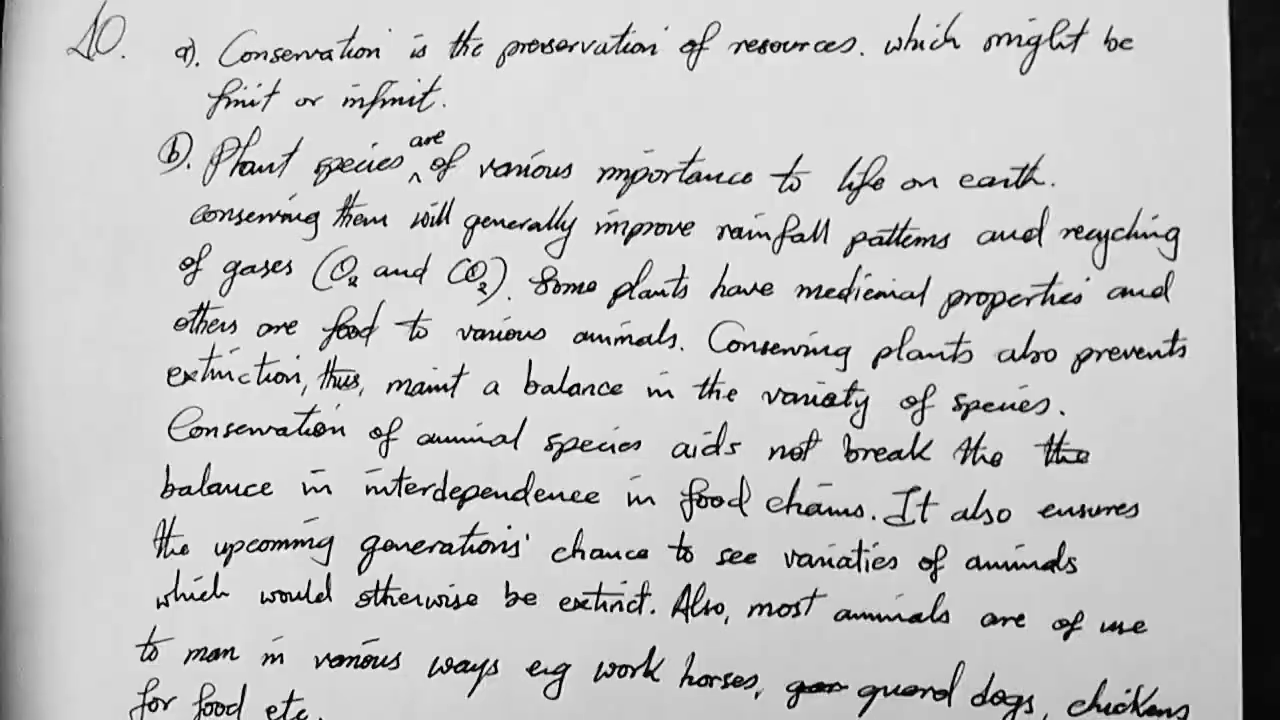 10. a). Conservation is the preservation of resources. which might be
finit or infinit.
b). Plant species are of various importance to life on earth.
conserving them will generally improve rainfall patterns and recycling
of gases (O₂ and CO₂). Some plants have medicinal properties and
others are food to various animals. Conserving plants also prevents
extinction, thus, maint a balance in the variaty of species.
Conservation of animal species aids not break the the
balance in interdependence in food chains. It also ensures
the upcomming generations' chance to see variaties of animals
which would otherwise be extinct. Also, most animals are of use
to man in various ways e.g work horses, gar guard dogs, chickens
for food etc.